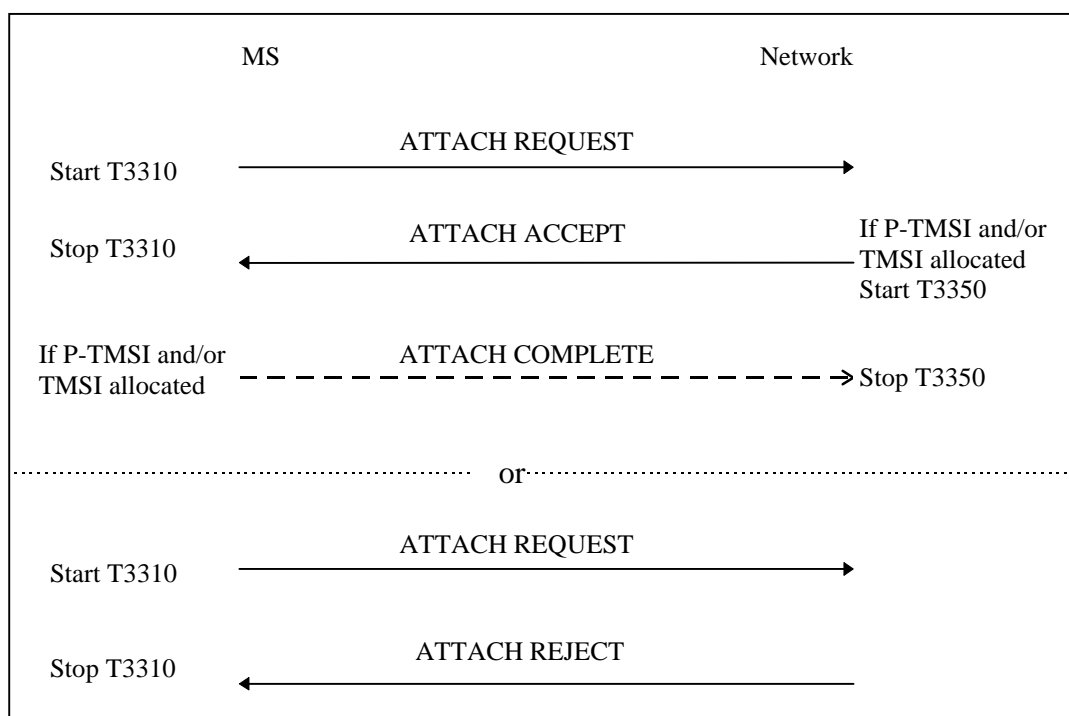 MS Network
ATTACH REQUEST
Start T3310
ATTACH ACCEPT
Stop T3310
If P-TMSI and/or
TMSI allocated
Start T3350
If P-TMSI and/or
TMSI allocated
ATTACH COMPLETE
Stop T3350
or
ATTACH REQUEST
Start T3310
ATTACH REJECT
Stop T3310